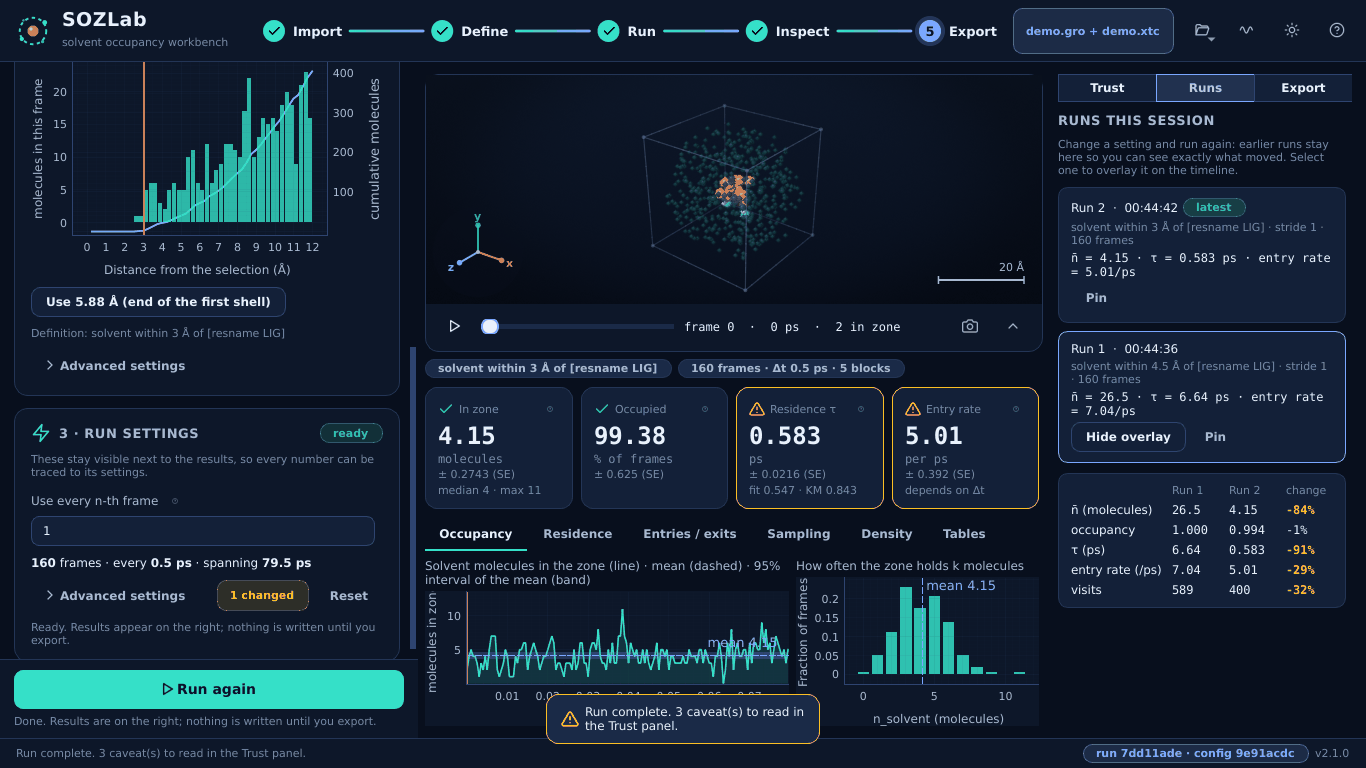 SOZLab
solvent occupancy workbench
Import
Define
Run
Inspect
5 Export
demo.gro + demo.xtc
molecules in this frame
20
15
10
5
0
400
300
200
100
cumulative molecules
0 1 2 3 4 5 6 7 8 9 10 11 12
Distance from the selection (Å)
Use 5.88 Å (end of the first shell)
Definition: solvent within 3 Å of [resname LIG]
Advanced settings
3 · RUN SETTINGS
ready
These stay visible next to the results, so every number can be
traced to its settings.
Use every n-th frame
1
160 frames · every 0.5 ps · spanning 79.5 ps
Advanced settings
1 changed
Reset
Ready. Results appear on the right; nothing is written until you
export.
Run again
Done. Results are on the right; nothing is written until export.
y
z
x
20 Å
frame 0 · 0 ps · 2 in zone
solvent within 3 Å of [resname LIG]
160 frames · Δt 0.5 ps · 5 blocks
In zone
4.15
molecules
± 0.2743 (SE)
median 4 · max 11
Occupied
99.38
% of frames
± 0.625 (SE)
Residence τ
0.583
ps
± 0.0216 (SE)
fit 0.547 · KM 0.843
Entry rate
5.01
per ps
± 0.392 (SE)
depends on Δt
Occupancy
Residence
Entries / exits
Sampling
Density
Tables
Solvent molecules in the zone (line) · mean (dashed) · 95%
interval of the mean (band)
molecules in zon
10
5
mean 4.15
0.01
How often the zone holds k molecules
Fraction of frames
0.2
0.15
0.1
0.05
0
mean 4.15
0 5 10
n_solvent (molecules)
Run complete. 3 caveat(s) to read in
the Trust panel.
Trust
Runs
Export
RUNS THIS SESSION
Change a setting and run again: earlier runs stay
here so you can see exactly what moved. Select
one to overlay it on the timeline.
Run 2 · 00:44:42
latest
solvent within 3 Å of [resname LIG] · stride 1 ·
160 frames
n̄ = 4.15 · τ = 0.583 ps · entry rate
= 5.01/ps
Pin
Run 1 · 00:44:36
solvent within 4.5 Å of [resname LIG] · stride 1
· 160 frames
n̄ = 26.5 · τ = 6.64 ps · entry rate
= 7.04/ps
Hide overlay
Pin
Run 1 Run 2 change
n̄ (molecules) 26.5 4.15 -84%
occupancy 1.000 0.994 -1%
τ (ps) 6.64 0.583 -91%
entry rate (/ps) 7.04 5.01 -29%
visits 589 400 -32%
Run complete. 3 caveat(s) to read in the Trust panel.
run 7dd11ade · config 9e91acdc
v2.1.0